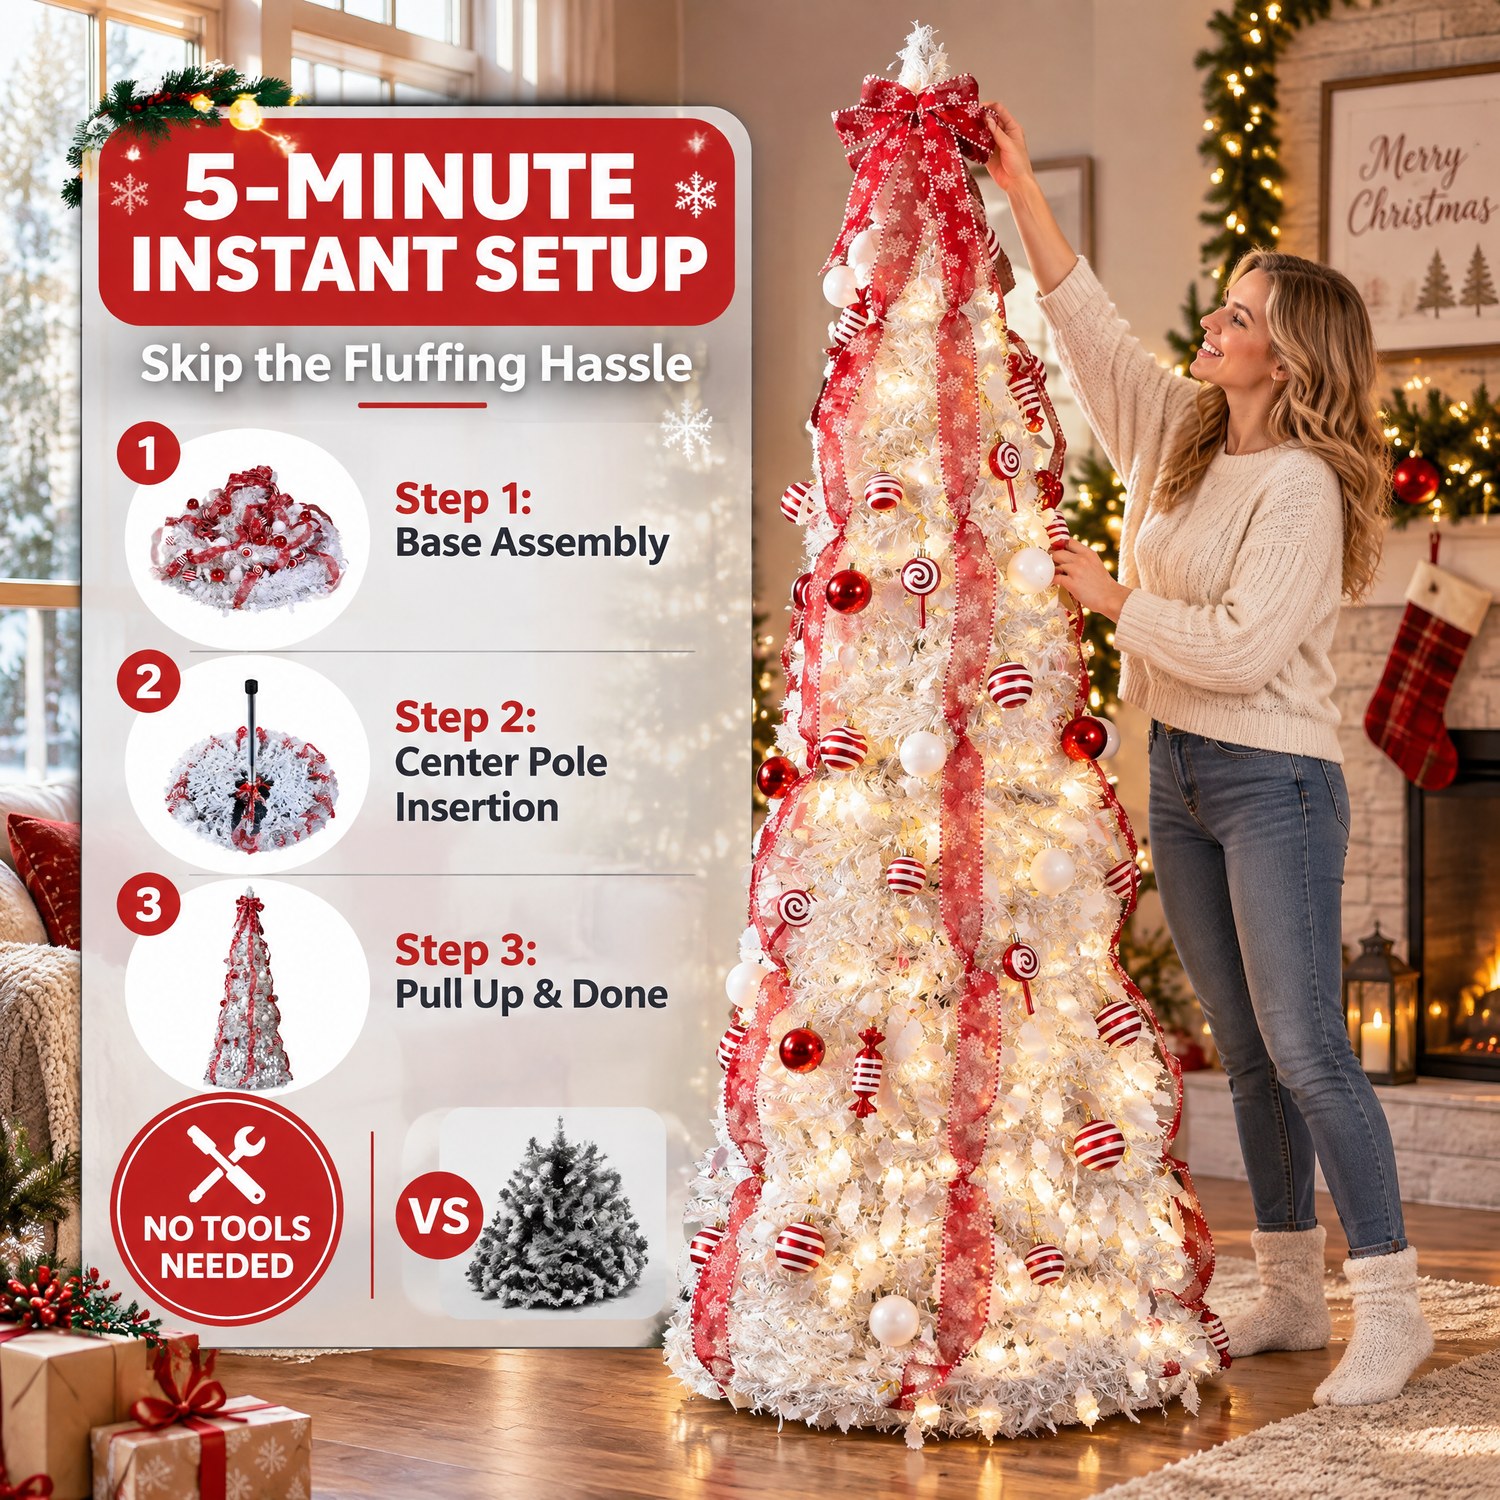 5-MINUTE
INSTANT SETUP
Skip the Fluffing Hassle
1
Step 1:
Base Assembly
2
Step 2:
Center Pole
Insertion
3
Step 3:
Pull Up & Done
NO TOOLS
NEEDED
VS
Merry
Christmas